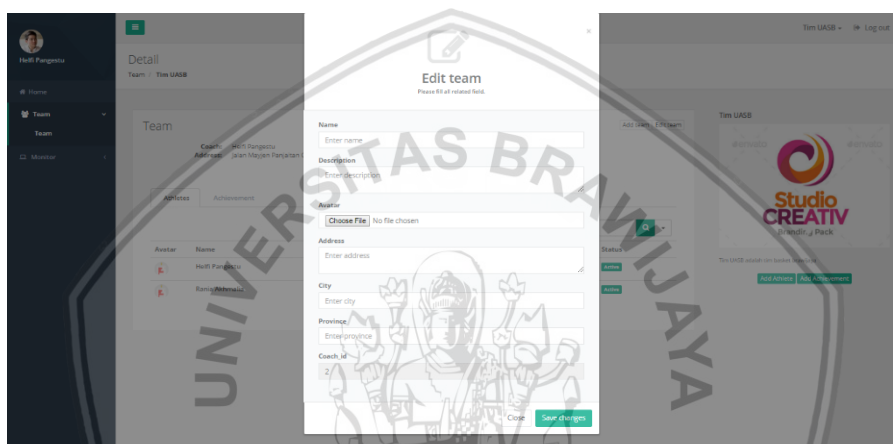 Helfi Pangestu
Home
Team
Team
Monitor
Tim UASB
Log out
Detail
Team / Tim UASB
Team
Coach: Helfi Pangestu
Address: Jalan Mayjen Panjaitan
Athletes
Achievement
Avatar
Name
Helfi Pangestu
Status
Active
Active
Add team
Edit team
×
Edit team
Please fill all related field.
Name
Enter name
Description
Enter description
Avatar
Choose File No file chosen
Address
Enter address
City
Enter city
Province
Enter province
Coach_id
2
Close
Save changes
Tim UASB
Studio
CREATIV
Add Athlete
Add Achievement
UNIVERSITAS BRAWIJAYA